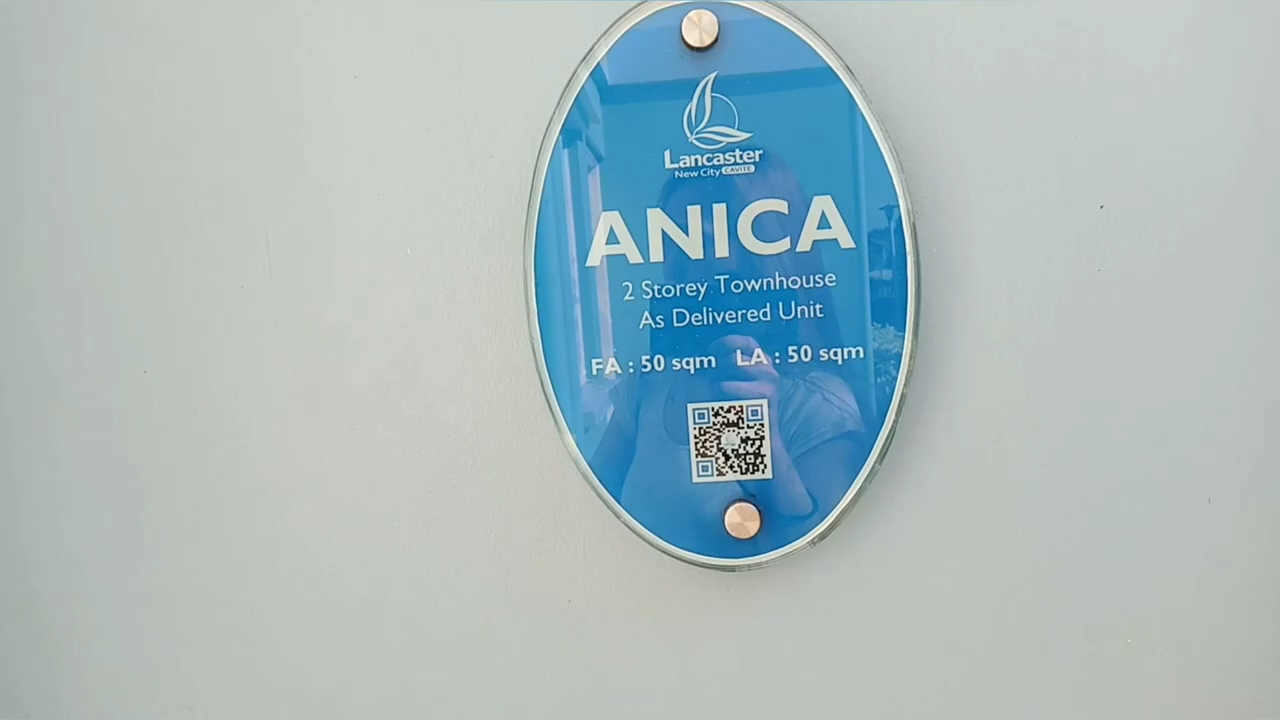 Lancaster
New City CAVITE
ANICA
2 Storey Townhouse
As Delivered Unit
FA : 50 sqm LA : 50 sqm